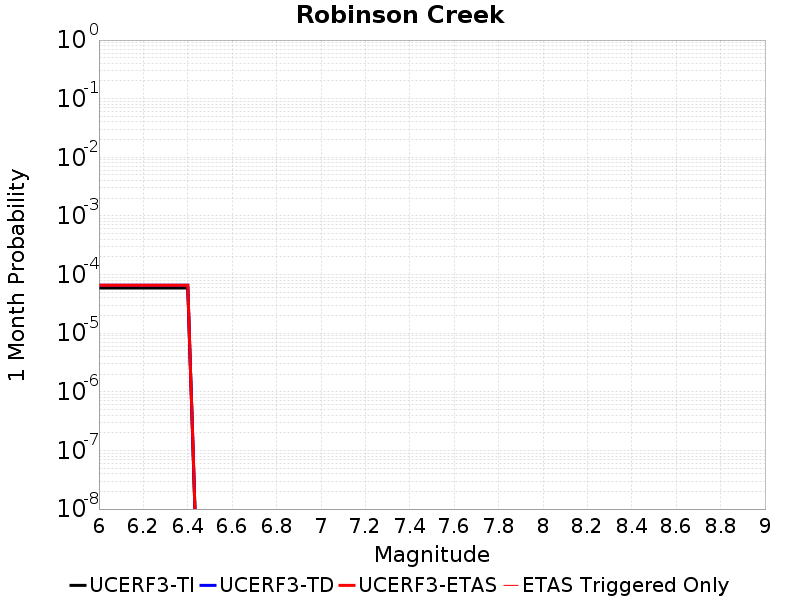 Robinson Creek
1 Month Probability
10^0
10^-1
10^-2
10^-3
10^-4
10^-5
10^-6
10^-7
10^-8
6 6.2 6.4 6.6 6.8 7 7.2 7.4 7.6 7.8 8 8.2 8.4 8.6 8.8 9
Magnitude
UCERF3-TI UCERF3-TD UCERF3-ETAS ETAS Triggered Only